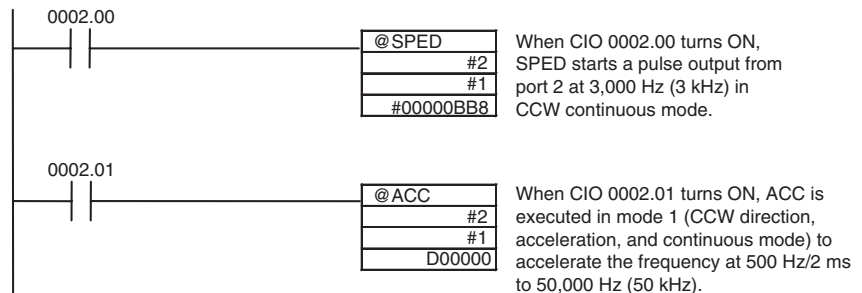 0002.00
@SPED
#2
#1
#00000BB8
When CIO 0002.00 turns ON,
SPED starts a pulse output from
port 2 at 3,000 Hz (3 kHz) in
CCW continuous mode.
0002.01
@ACC
#2
#1
D00000
When CIO 0002.01 turns ON, ACC is
executed in mode 1 (CCW direction,
acceleration, and continuous mode) to
accelerate the frequency at 500 Hz/2 ms
to 50,000 Hz (50 kHz).